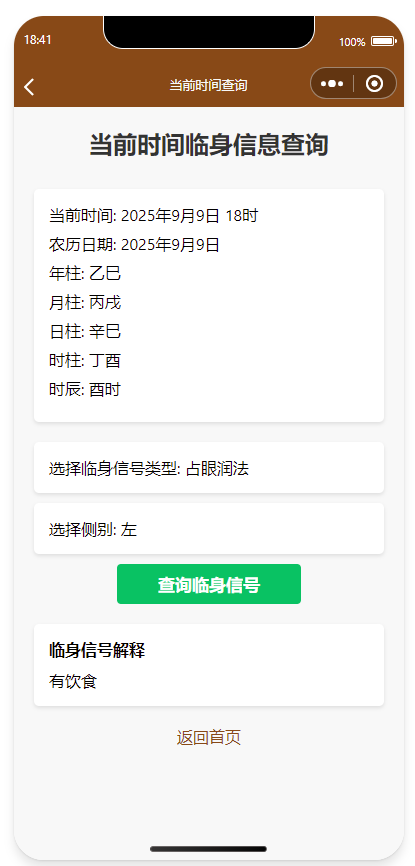 18:41
100%
当前时间查询
当前时间临身信息查询
当前时间: 2025年9月9日 18时
农历日期: 2025年9月9日
年柱: 乙巳
月柱: 丙戌
日柱: 辛巳
时柱: 丁酉
时辰: 酉时
选择临身信号类型: 占眼润法
选择侧别: 左
查询临身信号
临身信号解释
有饮食
返回首页